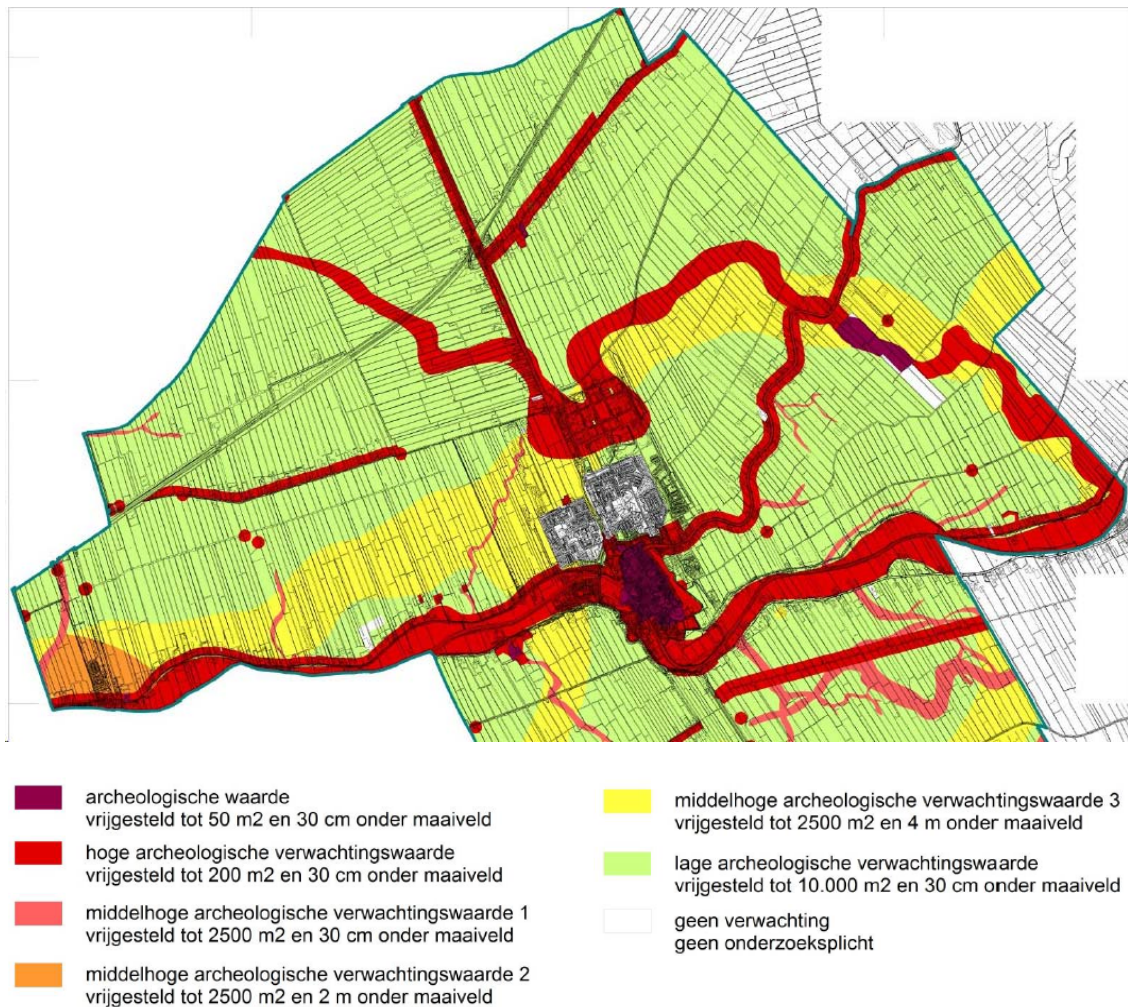 archeologische waarde
vrijgesteld tot 50 m2 en 30 cm onder maaiveld
hoge archeologische verwachtingswaarde
vrijgesteld tot 200 m2 en 30 cm onder maaiveld
middelhoge archeologische verwachtingswaarde 1
vrijgesteld tot 2500 m2 en 30 cm onder maaiveld
middelhoge archeologische verwachtingswaarde 2
vrijgesteld tot 2500 m2 en 2 m onder maaiveld
middelhoge archeologische verwachtingswaarde 3
vrijgesteld tot 2500 m2 en 4 m onder maaiveld
lage archeologische verwachtingswaarde
vrijgesteld tot 10.000 m2 en 30 cm onder maaiveld
geen verwachting
geen onderzoeksplicht